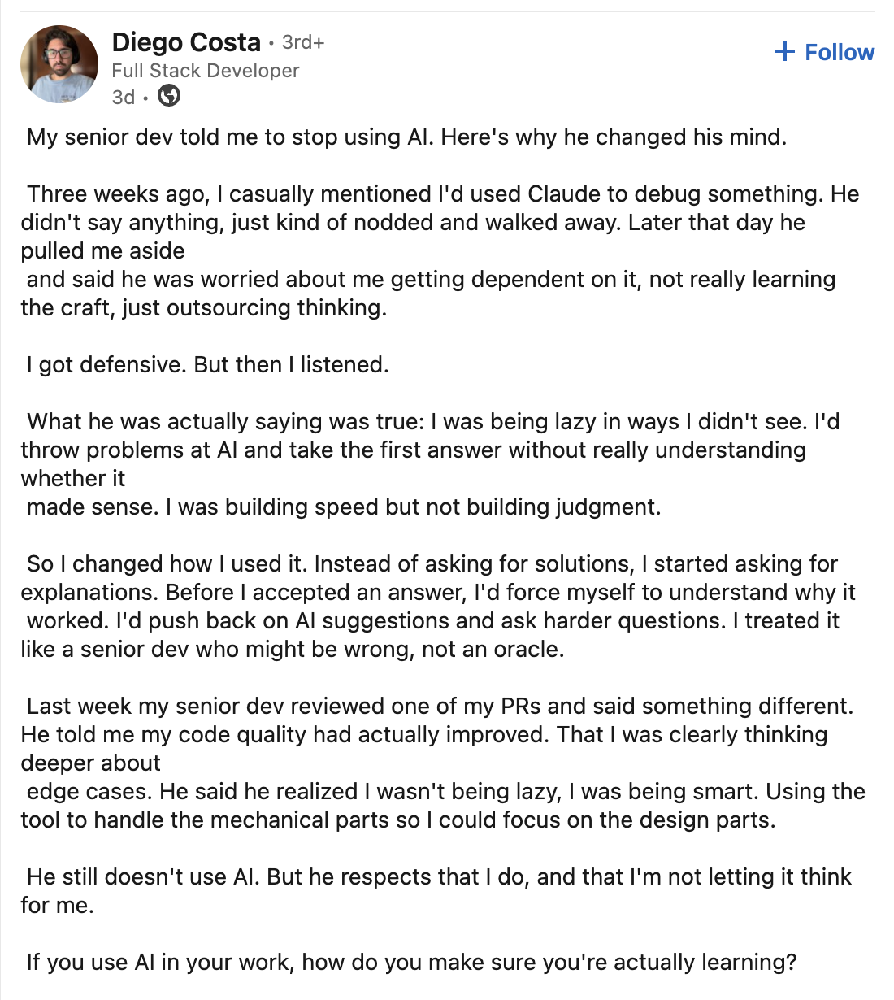 Diego Costa • 3rd+
+ Follow
Full Stack Developer
3d •
My senior dev told me to stop using AI. Here's why he changed his mind.
Three weeks ago, I casually mentioned I'd used Claude to debug something. He
didn't say anything, just kind of nodded and walked away. Later that day he
pulled me aside
and said he was worried about me getting dependent on it, not really learning
the craft, just outsourcing thinking.
I got defensive. But then I listened.
What he was actually saying was true: I was being lazy in ways I didn't see. I'd
throw problems at AI and take the first answer without really understanding
whether it
made sense. I was building speed but not building judgment.
So I changed how I used it. Instead of asking for solutions, I started asking for
explanations. Before I accepted an answer, I'd force myself to understand why it
worked. I'd push back on AI suggestions and ask harder questions. I treated it
like a senior dev who might be wrong, not an oracle.
Last week my senior dev reviewed one of my PRs and said something different.
He told me my code quality had actually improved. That I was clearly thinking
deeper about
edge cases. He said he realized I wasn't being lazy, I was being smart. Using the
tool to handle the mechanical parts so I could focus on the design parts.
He still doesn't use AI. But he respects that I do, and that I'm not letting it think
for me.
If you use AI in your work, how do you make sure you're actually learning?